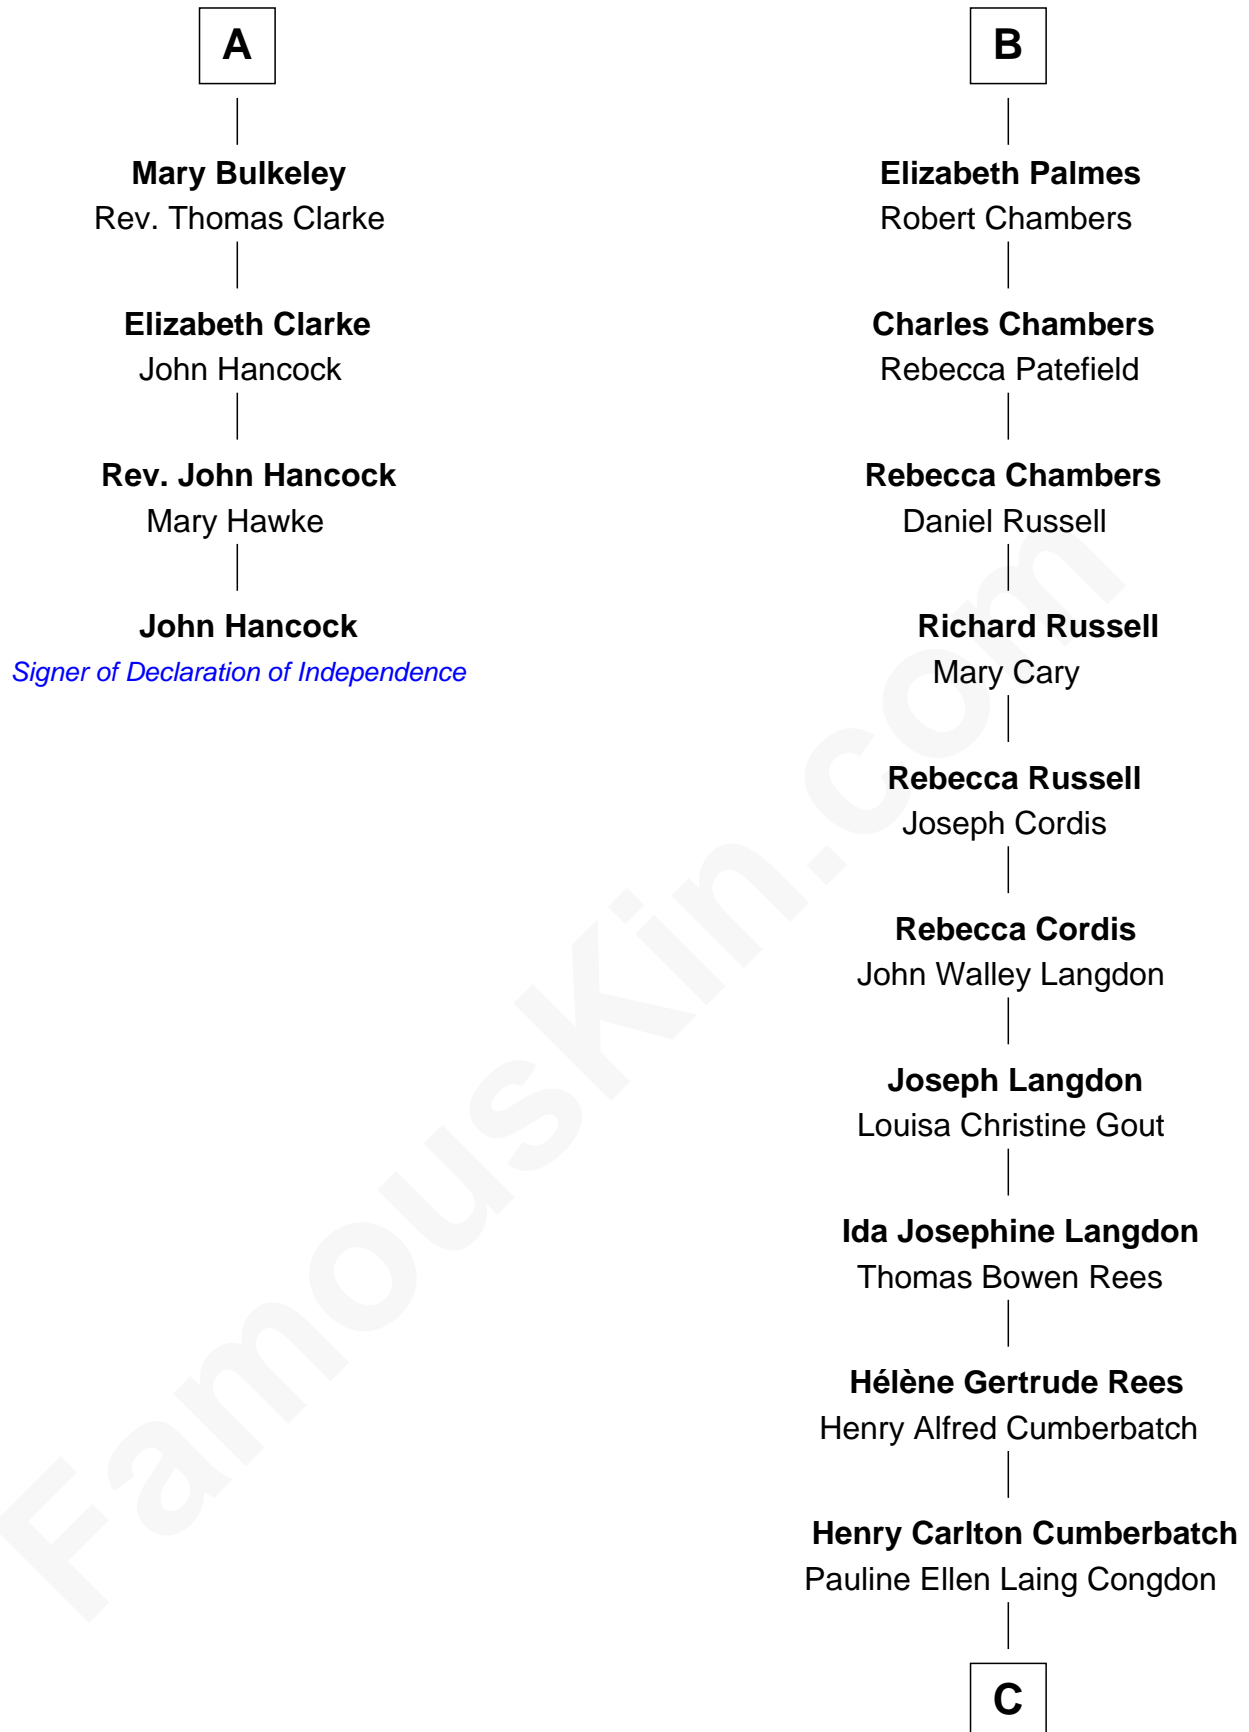 A
Mary Bulkeley
Rev. Thomas Clarke
Elizabeth Clarke
John Hancock
Rev. John Hancock
Mary Hawke
John Hancock
Signer of Declaration of Independence
B
Elizabeth Palmes
Robert Chambers
Charles Chambers
Rebecca Patefield
Rebecca Chambers
Daniel Russell
Richard Russell
Mary Cary
Rebecca Russell
Joseph Cordis
Rebecca Cordis
John Walley Langdon
Joseph Langdon
Louisa Christine Gout
Ida Josephine Langdon
Thomas Bowen Rees
Hélène Gertrude Rees
Henry Alfred Cumberbatch
Henry Carlton Cumberbatch
Pauline Ellen Laing Congdon
C
FamousKin.com